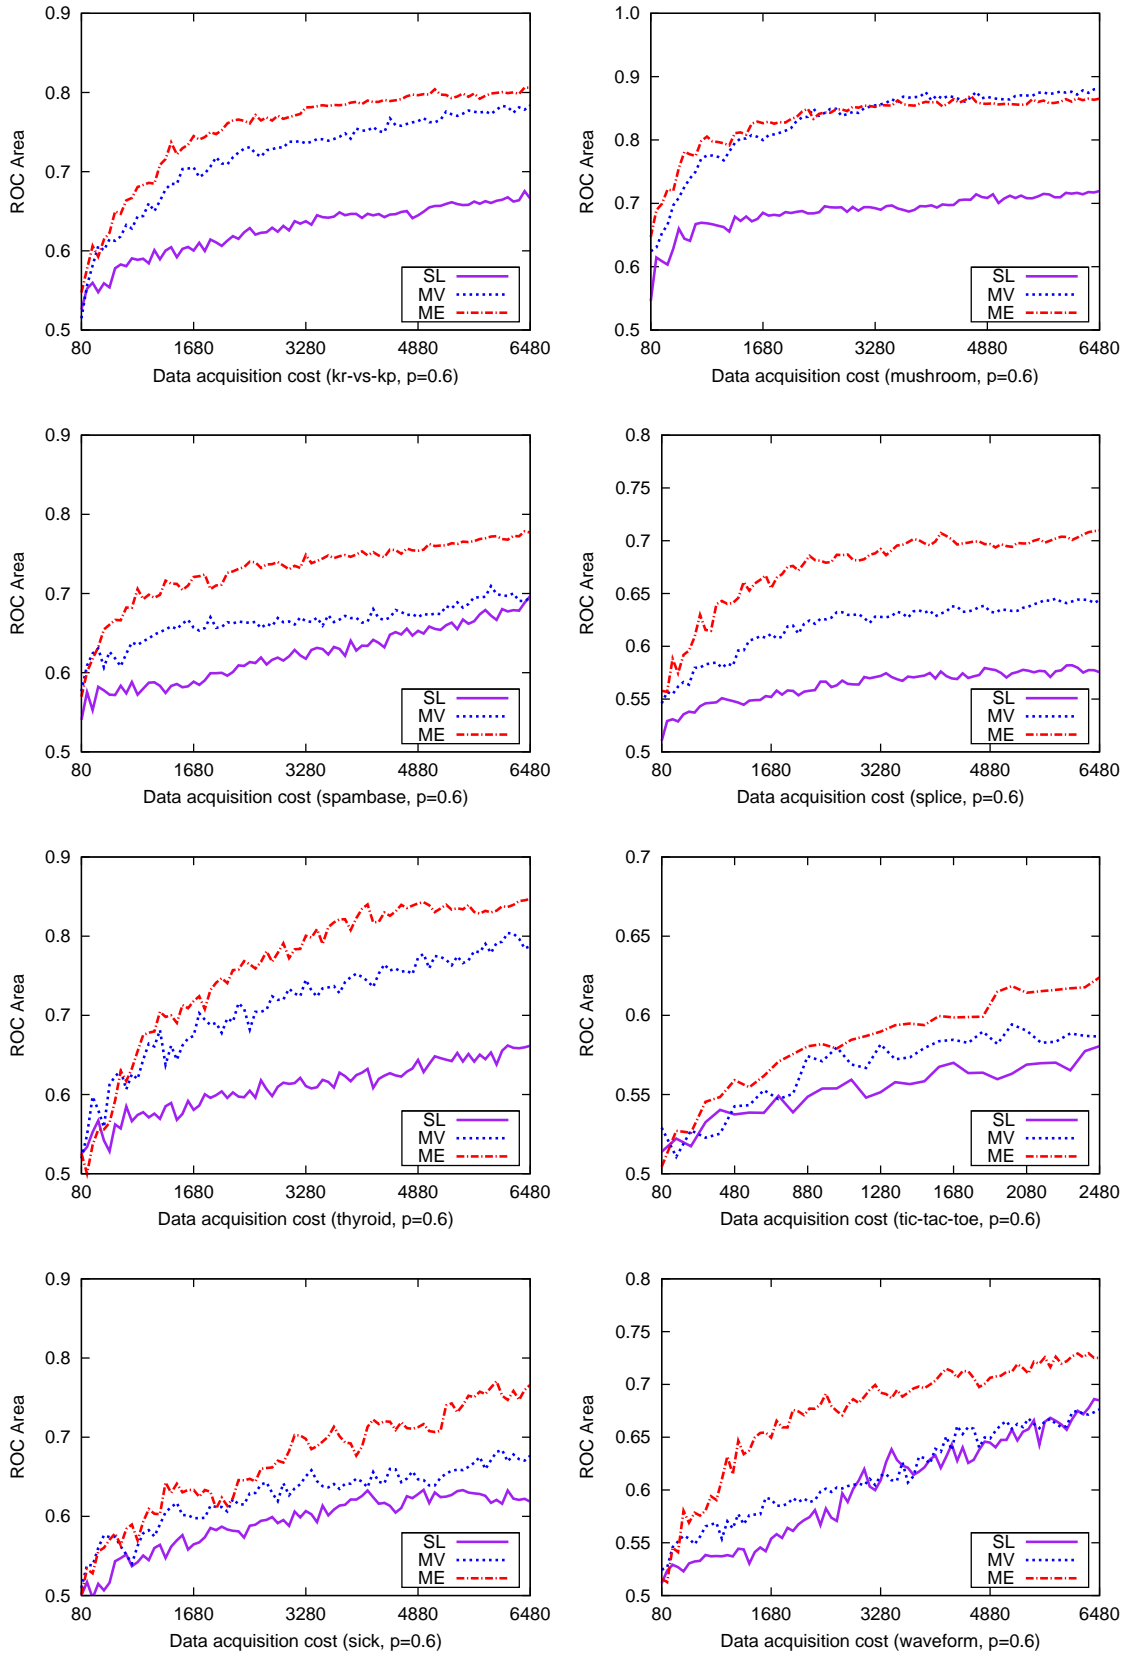 0.9
0.8
0.7
0.6
0.5
ROC Area
SL
MV
ME
80 1680 3280 4880 6480
Data acquisition cost (kr-vs-kp, p=0.6)
1.0
0.9
0.8
0.7
0.6
0.5
ROC Area
SL
MV
ME
80 1680 3280 4880 6480
Data acquisition cost (mushroom, p=0.6)
0.9
0.8
0.7
0.6
0.5
ROC Area
SL
MV
ME
80 1680 3280 4880 6480
Data acquisition cost (spambase, p=0.6)
0.8
0.75
0.7
0.65
0.6
0.55
0.5
ROC Area
SL
MV
ME
80 1680 3280 4880 6480
Data acquisition cost (splice, p=0.6)
0.9
0.8
0.7
0.6
0.5
ROC Area
SL
MV
ME
80 1680 3280 4880 6480
Data acquisition cost (thyroid, p=0.6)
0.7
0.65
0.6
0.55
0.5
ROC Area
SL
MV
ME
80 480 880 1280 1680 2080 2480
Data acquisition cost (tic-tac-toe, p=0.6)
0.9
0.8
0.7
0.6
0.5
ROC Area
SL
MV
ME
80 1680 3280 4880 6480
Data acquisition cost (sick, p=0.6)
0.8
0.75
0.7
0.65
0.6
0.55
0.5
ROC Area
SL
MV
ME
80 1680 3280 4880 6480
Data acquisition cost (waveform, p=0.6)